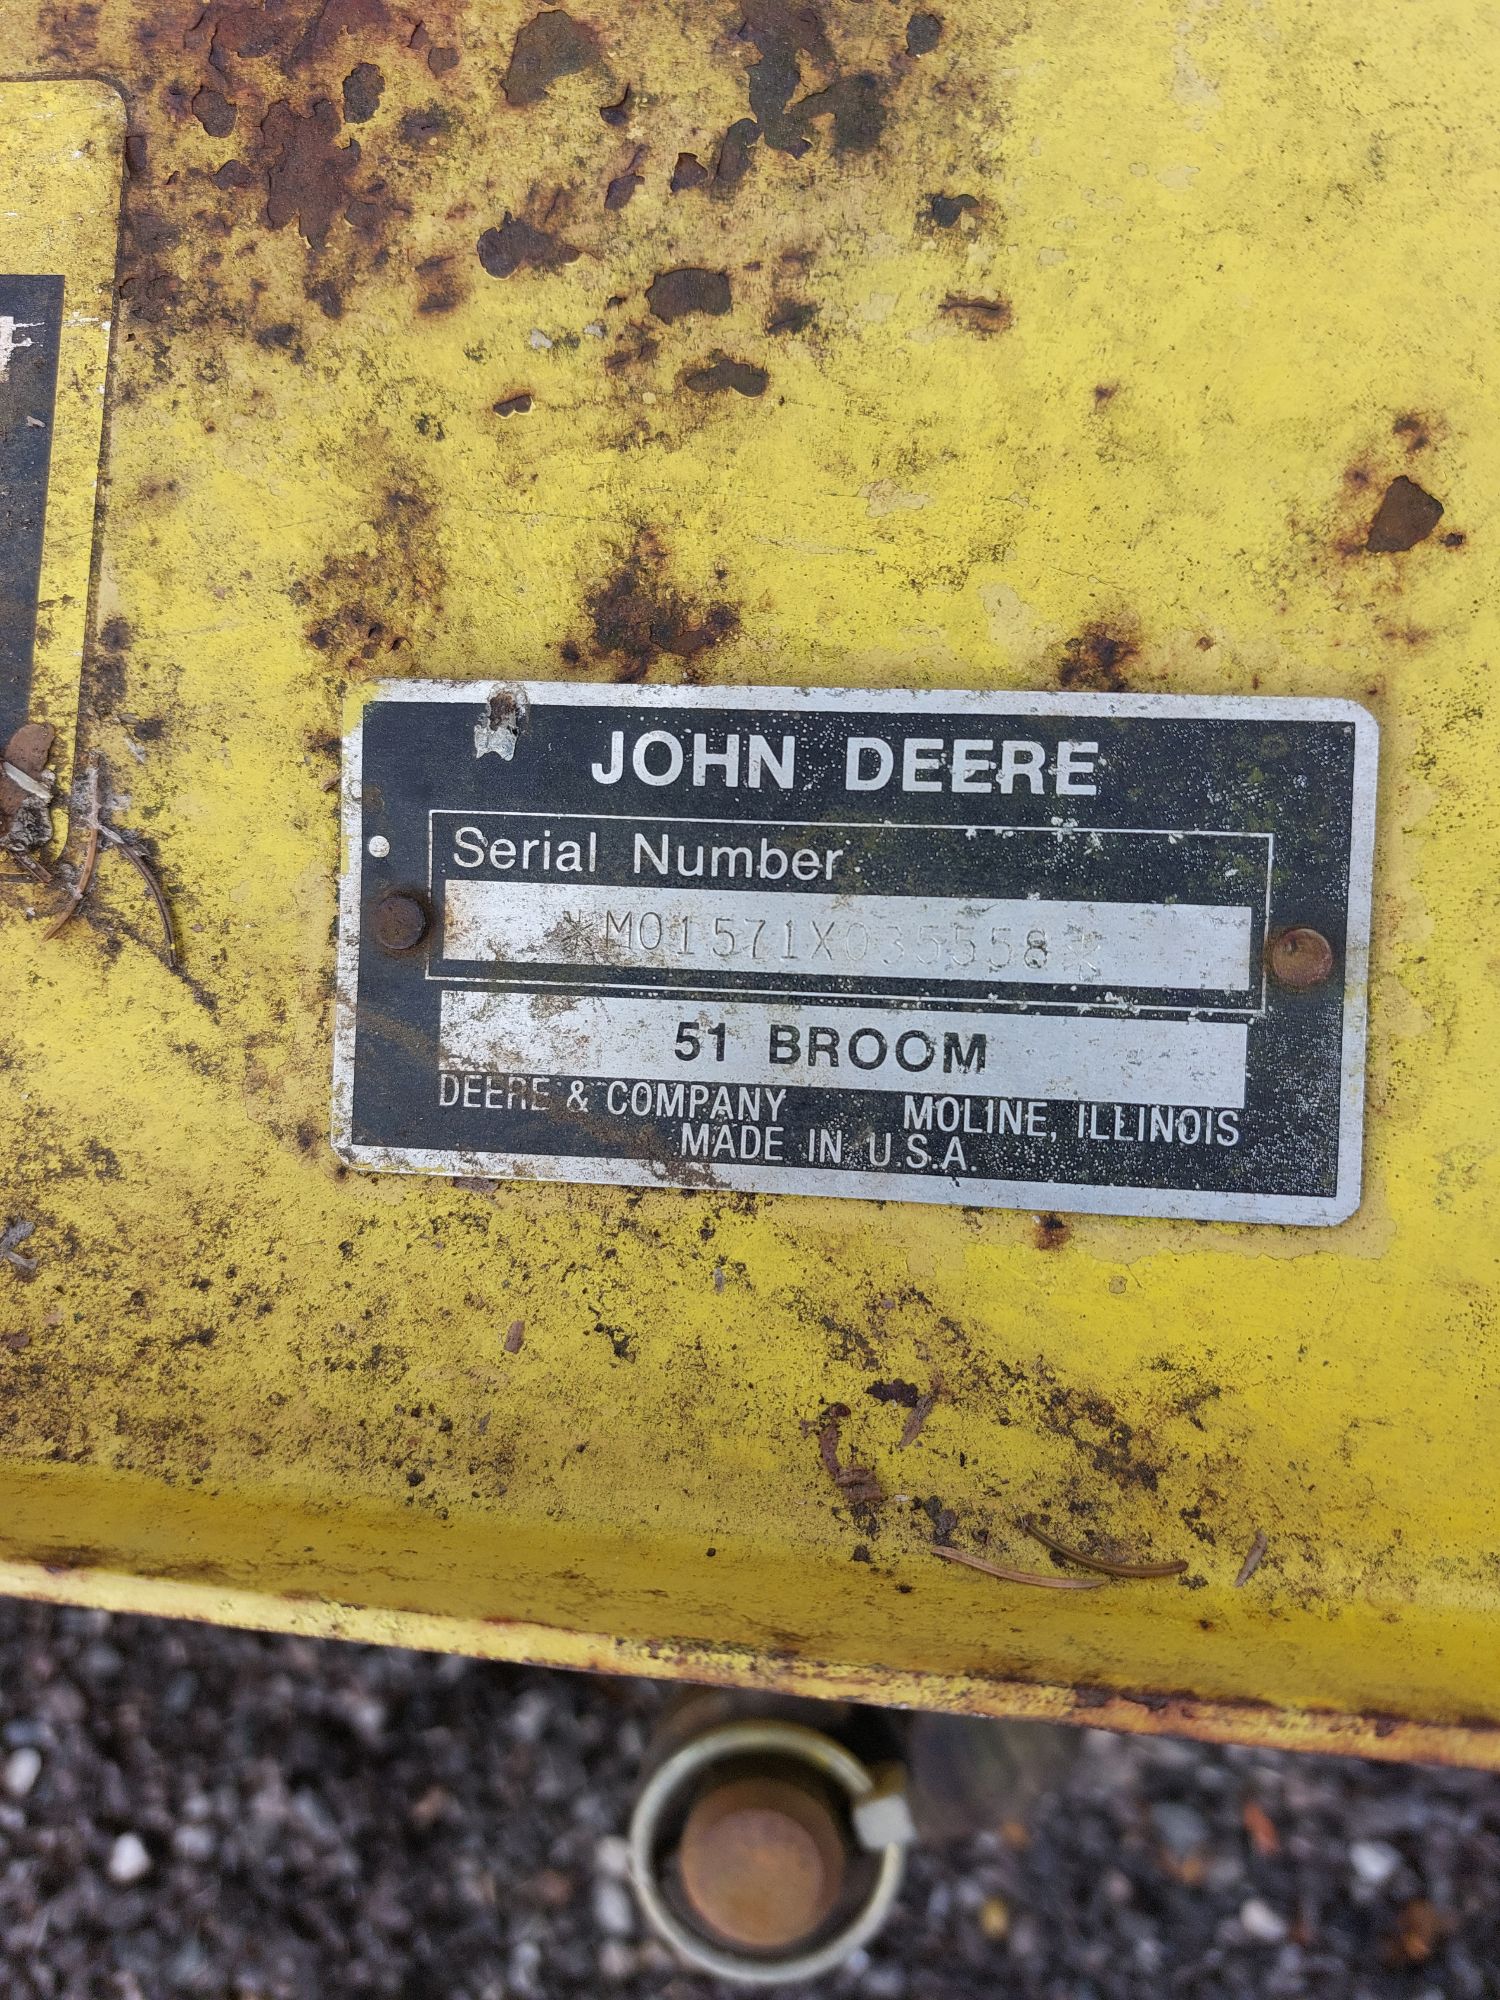 JOHN DEERE
Serial Number
*M01571X035558*
51 BROOM
DEERE & COMPANY MOLINE, ILLINOIS
MADE IN U.S.A.